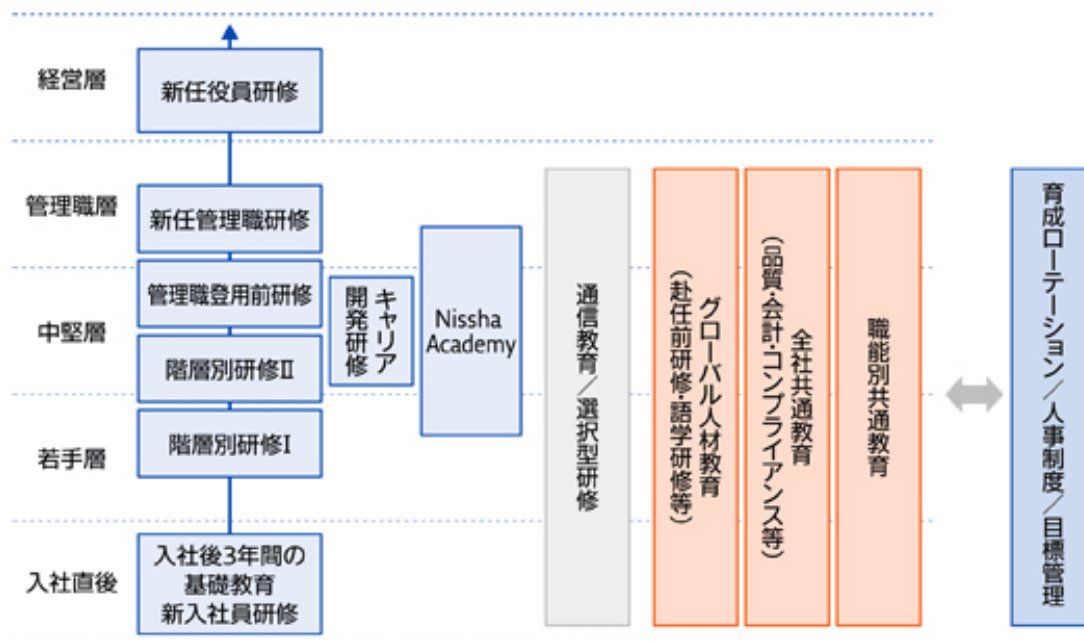 経営層
新任役員研修
管理職層
新任管理職研修
中堅層
管理職登用前研修
階層別研修II
若手層
階層別研修I
入社直後
入社後3年間の
基礎教育
新入社員研修
キャリア
開発研修
Nissha
Academy
通信教育／選択型研修
グローバル人材教育
（赴任前研修・語学研修等）
全社共通教育
（品質・会計・コンプライアンス等）
職能別共通教育
育成ローテーション／人事制度／目標管理